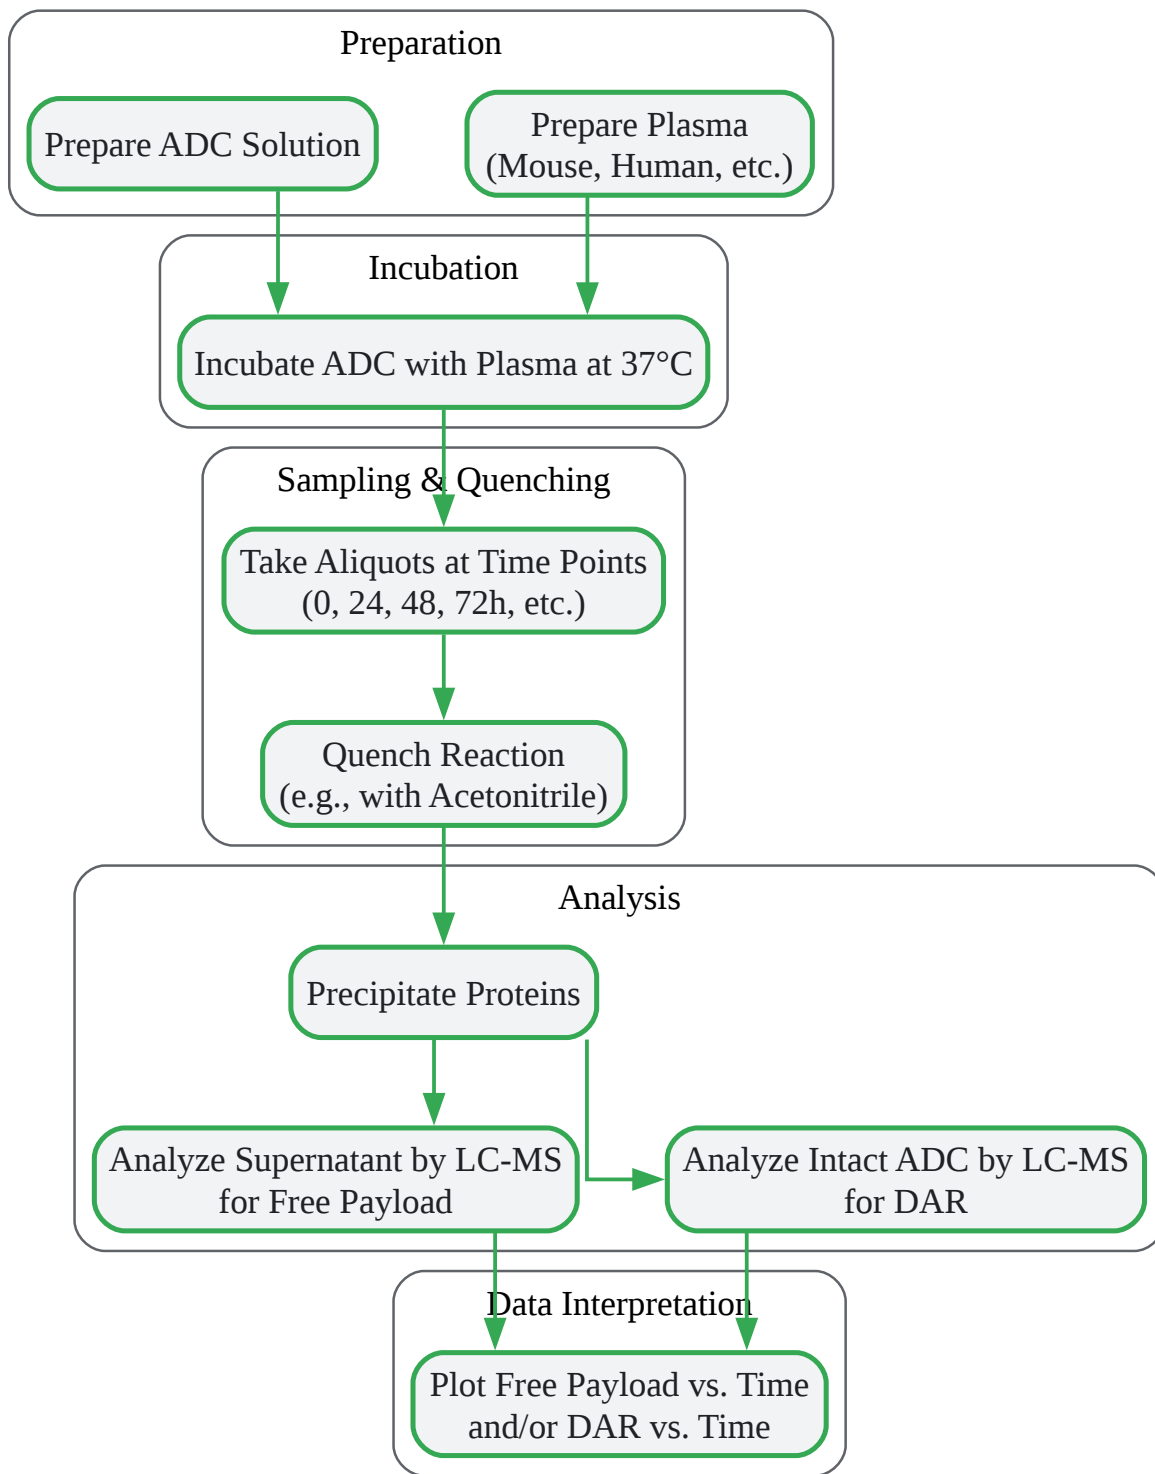 Preparation
Prepare ADC Solution
Prepare Plasma
(Mouse, Human, etc.)
Incubation
Incubate ADC with Plasma at 37°C
Sampling & Quenching
Take Aliquots at Time Points
(0, 24, 48, 72h, etc.)
Quench Reaction
(e.g., with Acetonitrile)
Analysis
Precipitate Proteins
Analyze Supernatant by LC-MS
for Free Payload
Analyze Intact ADC by LC-MS
for DAR
Data Interpretation
Plot Free Payload vs. Time
and/or DAR vs. Time